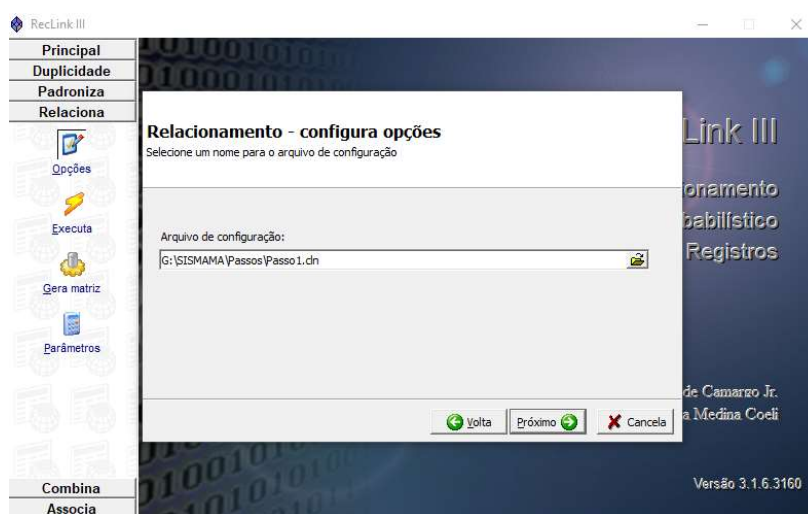 RecLink III
Principal
Duplicidade
Padroniza
Relaciona
Opções
Executa
Gera matriz
Parâmetros
Combina
Associa
Relacionamento - configura opções
Selecione um nome para o arquivo de configuração
Arquivo de configuração:
G:\SISMAMA\Passos\Passo1.cln
Volta
Próximo
Cancela
Link III
onamento
babilístico
Registros
de Camargo Jr.
a Medina Coeli
Versão 3.1.6.3160